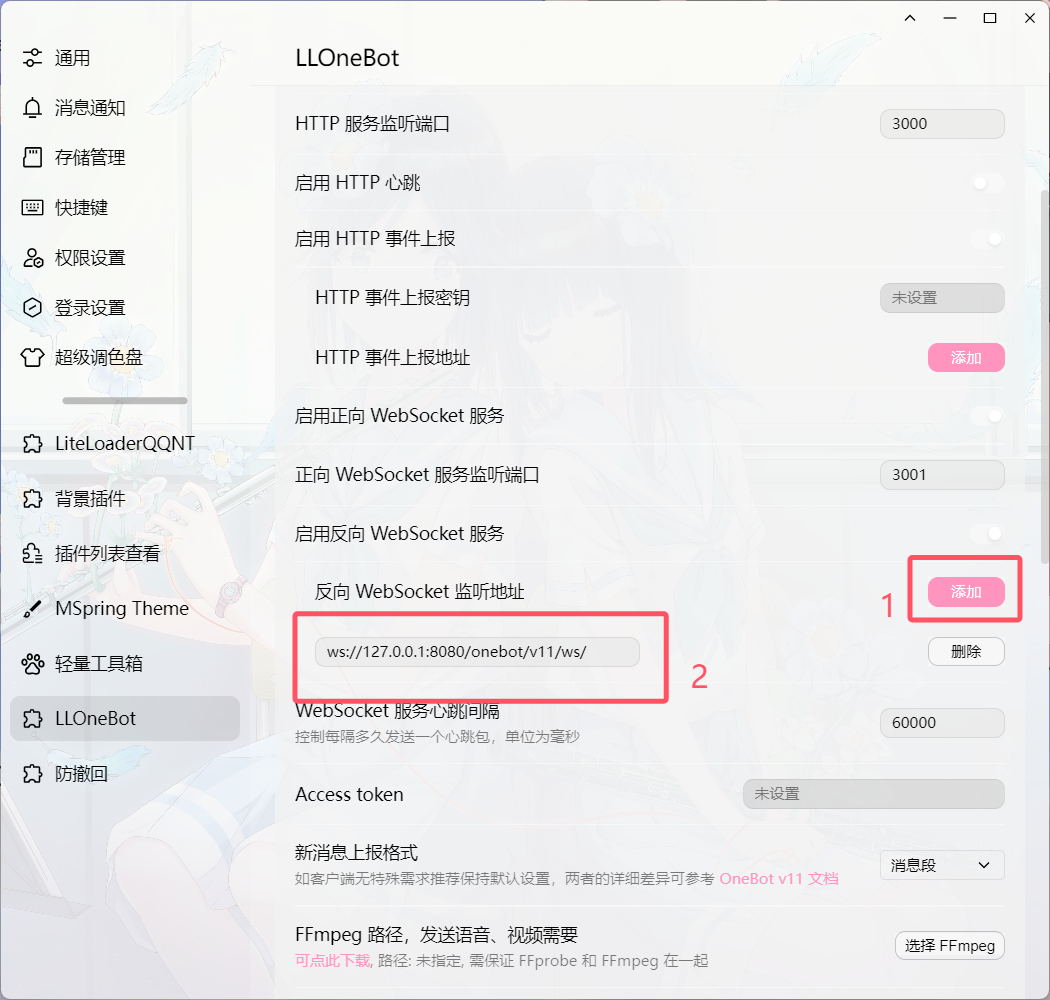 通用
消息通知
存储管理
快捷键
权限设置
登录设置
超级调色盘
LiteLoaderQQNT
背景插件
插件列表查看
MSpring Theme
轻量工具箱
LLOneBot
防撤回
LLOneBot
HTTP 服务监听端口 3000
启用 HTTP 心跳
启用 HTTP 事件上报
HTTP 事件上报密钥 未设置
HTTP 事件上报地址 添加
启用正向 WebSocket 服务
正向 WebSocket 服务监听端口 3001
启用反向 WebSocket 服务
反向 WebSocket 监听地址 1 添加
ws://127.0.0.1:8080/onebot/v11/ws/ 删除
2
WebSocket 服务心跳间隔
控制每隔多久发送一个心跳包，单位为毫秒 60000
Access token 未设置
新消息上报格式
如客户端无特殊需求推荐保持默认设置，两者的详细差异可参考 OneBot v11 文档 消息段
FFmpeg 路径，发送语音、视频需要
可点此下载, 路径: 未指定, 需保证 FFprobe 和 FFmpeg 在一起 选择 FFmpeg